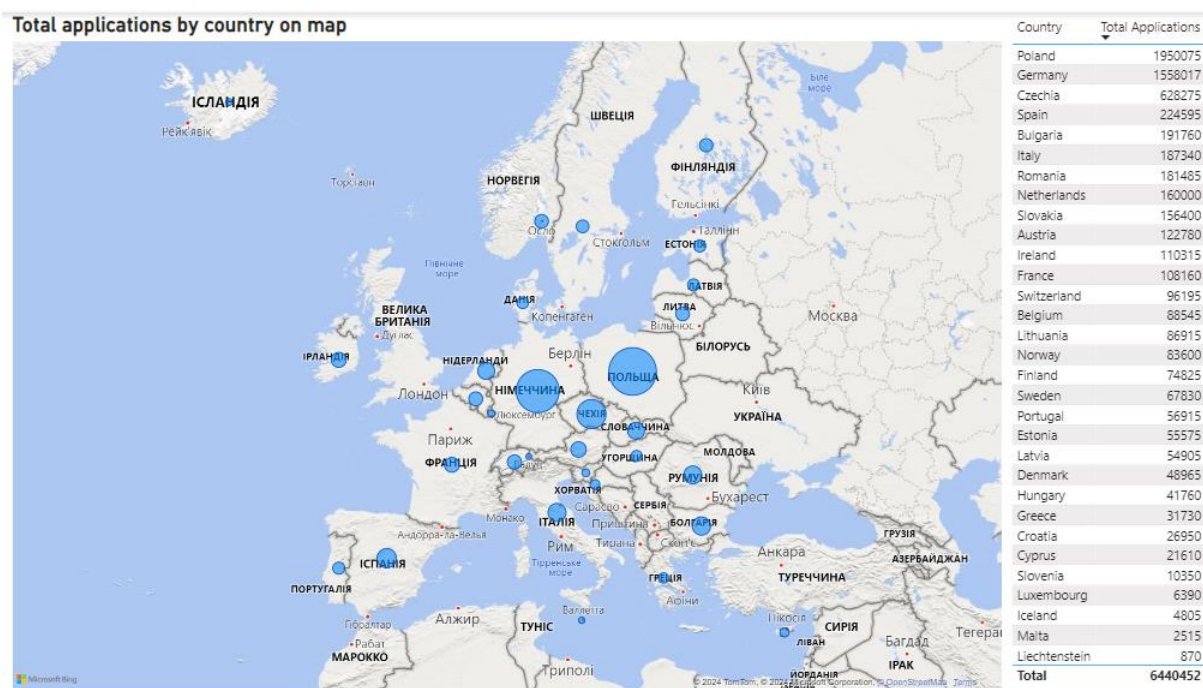 Total applications by country on map
Country Total Applications
Poland 1950075
Germany 1558017
Czechia 628275
Spain 224595
Bulgaria 191760
Italy 187340
Romania 181485
Netherlands 160000
Slovakia 156400
Austria 122780
Ireland 110315
France 108160
Switzerland 96195
Belgium 88545
Lithuania 86915
Norway 83600
Finland 74825
Sweden 67830
Portugal 56915
Estonia 55575
Latvia 54905
Denmark 48965
Hungary 41760
Greece 31730
Croatia 26950
Cyprus 21610
Slovenia 10350
Luxembourg 6390
Iceland 4805
Malta 2515
Liechtenstein 870
Total 6440452
Біле
море
ІСЛАНДІЯ
Рейк'явік
ШВЕЦІЯ
ФІНЛЯНДІЯ
НОРВЕГІЯ
Торсгавн
Гельсінкі
Осло
Стокгольм
Таллінн
ЕСТОНІЯ
Північне
море
ЛАТВІЯ
ДАНІЯ
Копенгаген
ЛИТВА
Вільнюс
Москва
ВЕЛИКА
БРИТАНІЯ
Дуглас
БІЛОРУСЬ
ІРЛАНДІЯ
НІДЕРЛАНДИ
Берлін
ПОЛЬЩА
Лондон
НІМЕЧЧИНА
Київ
Люксембург
ЧЕХІЯ
УКРАЇНА
СЛОВАЧЧИНА
Париж
МОЛДОВА
ФРАНЦІЯ
Вадуц
УГОРЩИНА
РУМУНІЯ
ХОРВАТІЯ
Бухарест
Монако
Сараєво
СЕРБІЯ
ІТАЛІЯ
Приштина
БОЛГАРІЯ
Андорра-ла-Велья
ГРУЗІЯ
Рим
Тирана
Скоп'є
Анкара
АЗЕРБАЙДЖАН
ІСПАНІЯ
Тірренське
море
ТУРЕЧЧИНА
ПОРТУГАЛІЯ
ГРЕЦІЯ
Афіни
Валлетта
Гібралтар
Алжир
ТУНІС
Нікосія
СИРІЯ
ЛІВАН
Тегеран
Рабат
Багдад
МАРОККО
ІРАК
Триполі
ЙОРДАНІЯ
Microsoft Bing
© 2024 TomTom, © 2024 Microsoft Corporation, © OpenStreetMap Terms